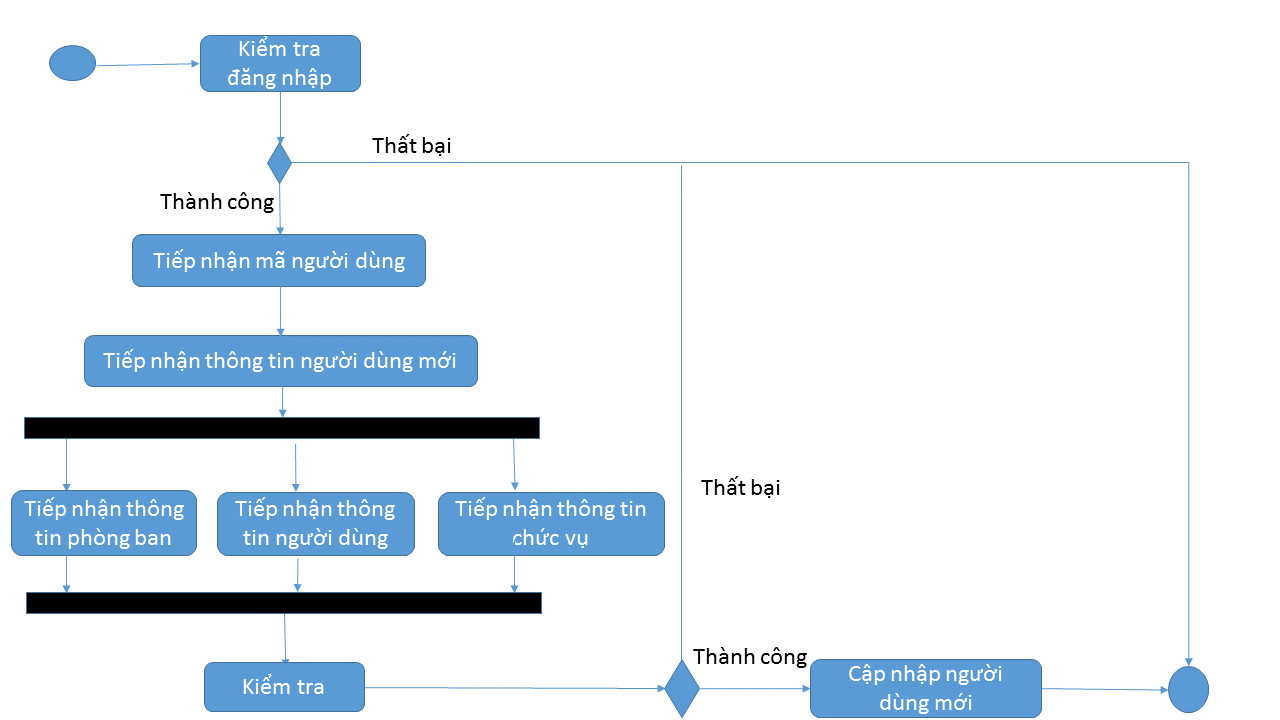 Kiểm tra
đăng nhập
Thất bại
Thành công
Tiếp nhận mã người dùng
Tiếp nhận thông tin người dùng mới
Tiếp nhận thông
tin phòng ban
Tiếp nhận thông
tin người dùng
Tiếp nhận thông tin
chức vụ
Thất bại
Kiểm tra
Thành công
Cập nhập người
dùng mới